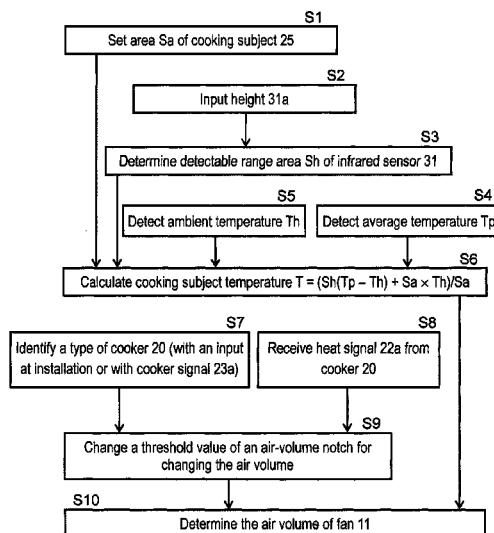 S1
Set area Sa of cooking subject 25
S2
Input height 31a
S3
Determine detectable range area Sh of infrared sensor 31
S5
Detect ambient temperature Th
S4
Detect average temperature Tp
S6
Calculate cooking subject temperature T = (Sh(Tp – Th) + Sa × Th)/Sa
S7
Identify a type of cooker 20 (with an input
at installation or with cooker signal 23a)
S8
Receive heat signal 22a from
cooker 20
S9
Change a threshold value of an air-volume notch for
changing the air volume
S10
Determine the air volume of fan 11